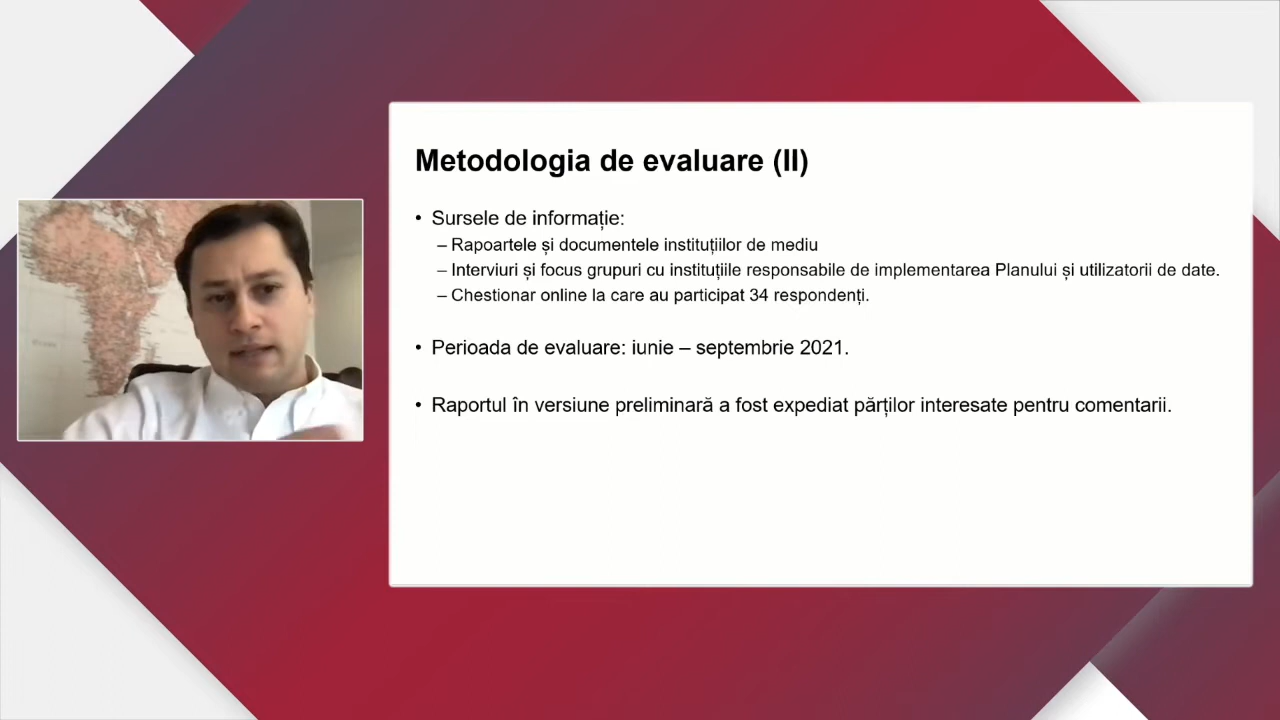 Metodologia de evaluare (II)
• Sursele de informație:
– Rapoartele și documentele instituțiilor de mediu
– Interviuri și focus grupuri cu instituțiile responsabile de implementarea Planului și utilizatorii de date.
– Chestionar online la care au participat 34 respondenți.
• Perioada de evaluare: iunie – septembrie 2021.
• Raportul în versiune preliminară a fost expediat părților interesate pentru comentarii.